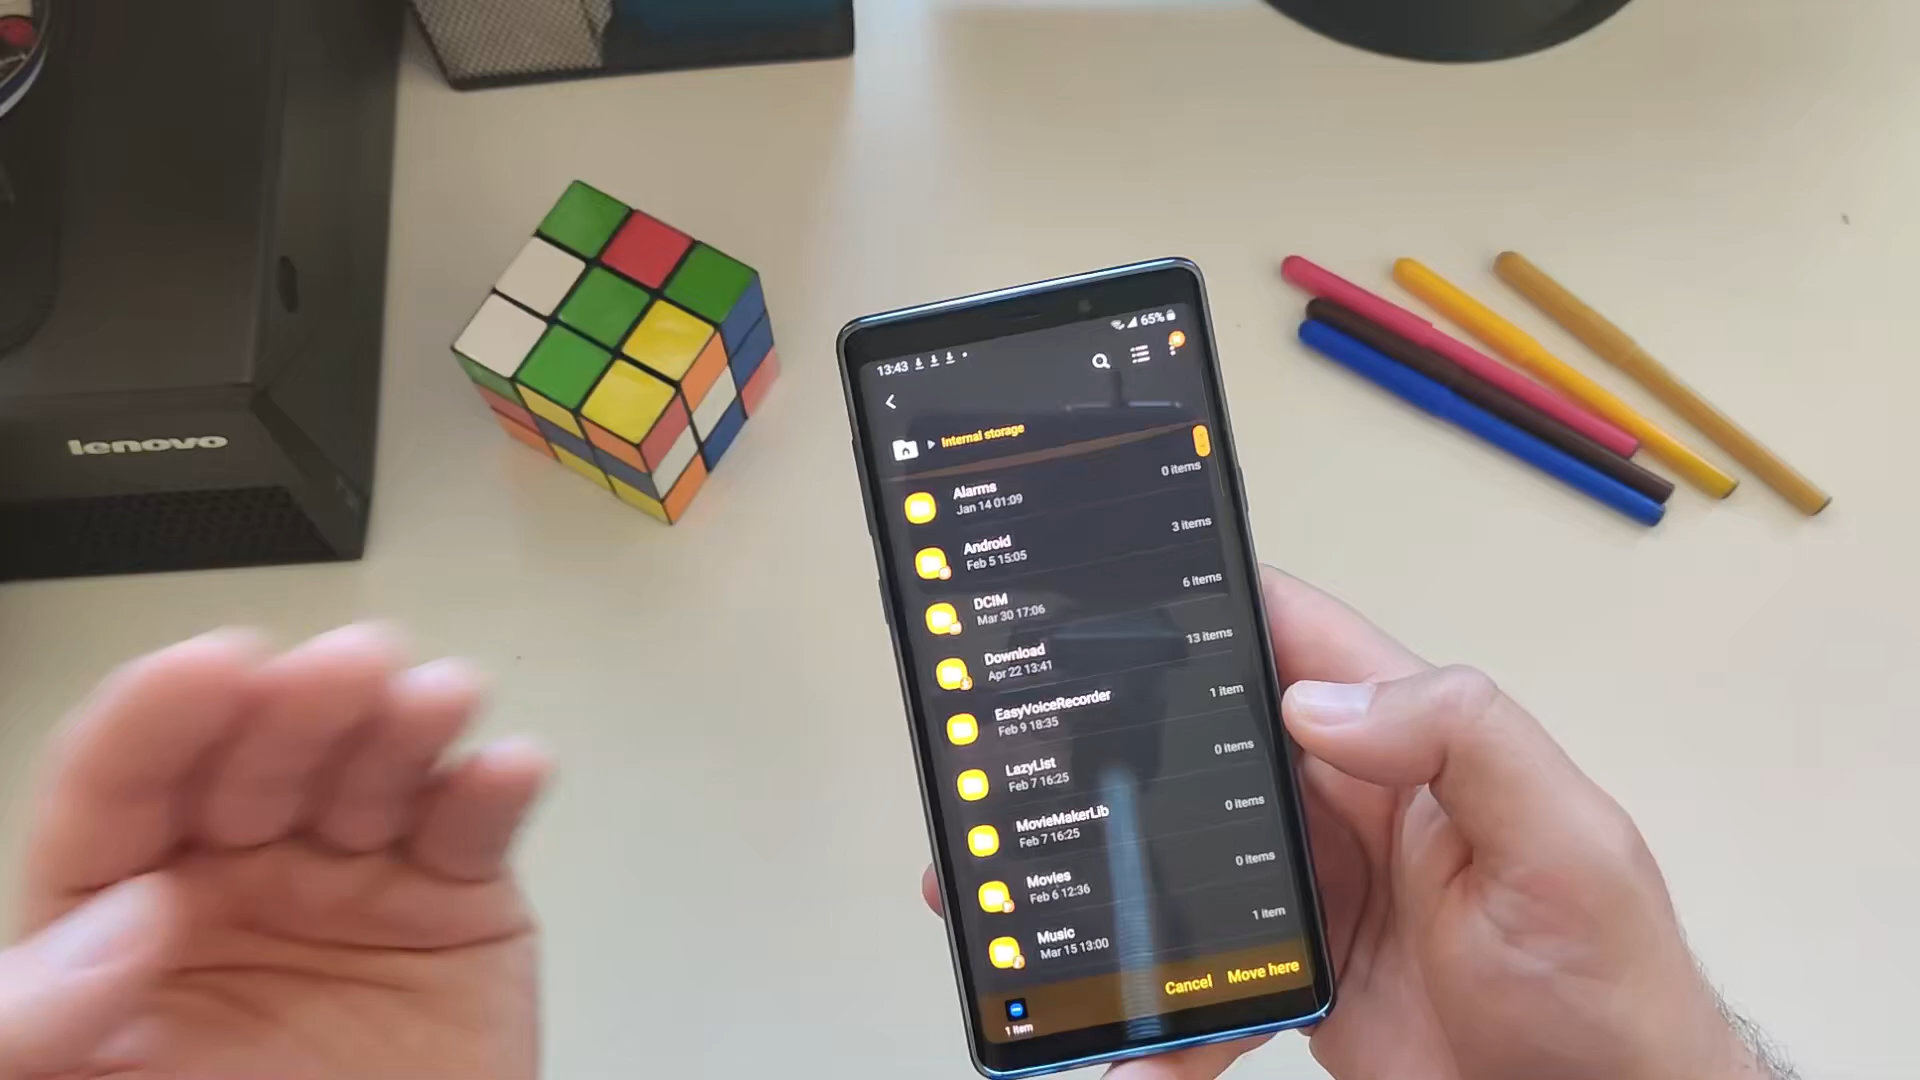 lenovo
13:43
65%
N
Internal storage
Alarms
Jan 14 01:09
0 items
Android
Feb 5 15:05
3 items
DCIM
Mar 30 17:06
6 items
Download
Apr 22 13:41
13 items
EasyVoiceRecorder
Feb 9 18:35
1 item
LazyList
Feb 7 16:25
0 items
MovieMakerLib
Feb 7 16:25
0 items
Movies
Feb 6 12:36
0 items
Music
Mar 15 13:00
1 item
Cancel Move here
1 item